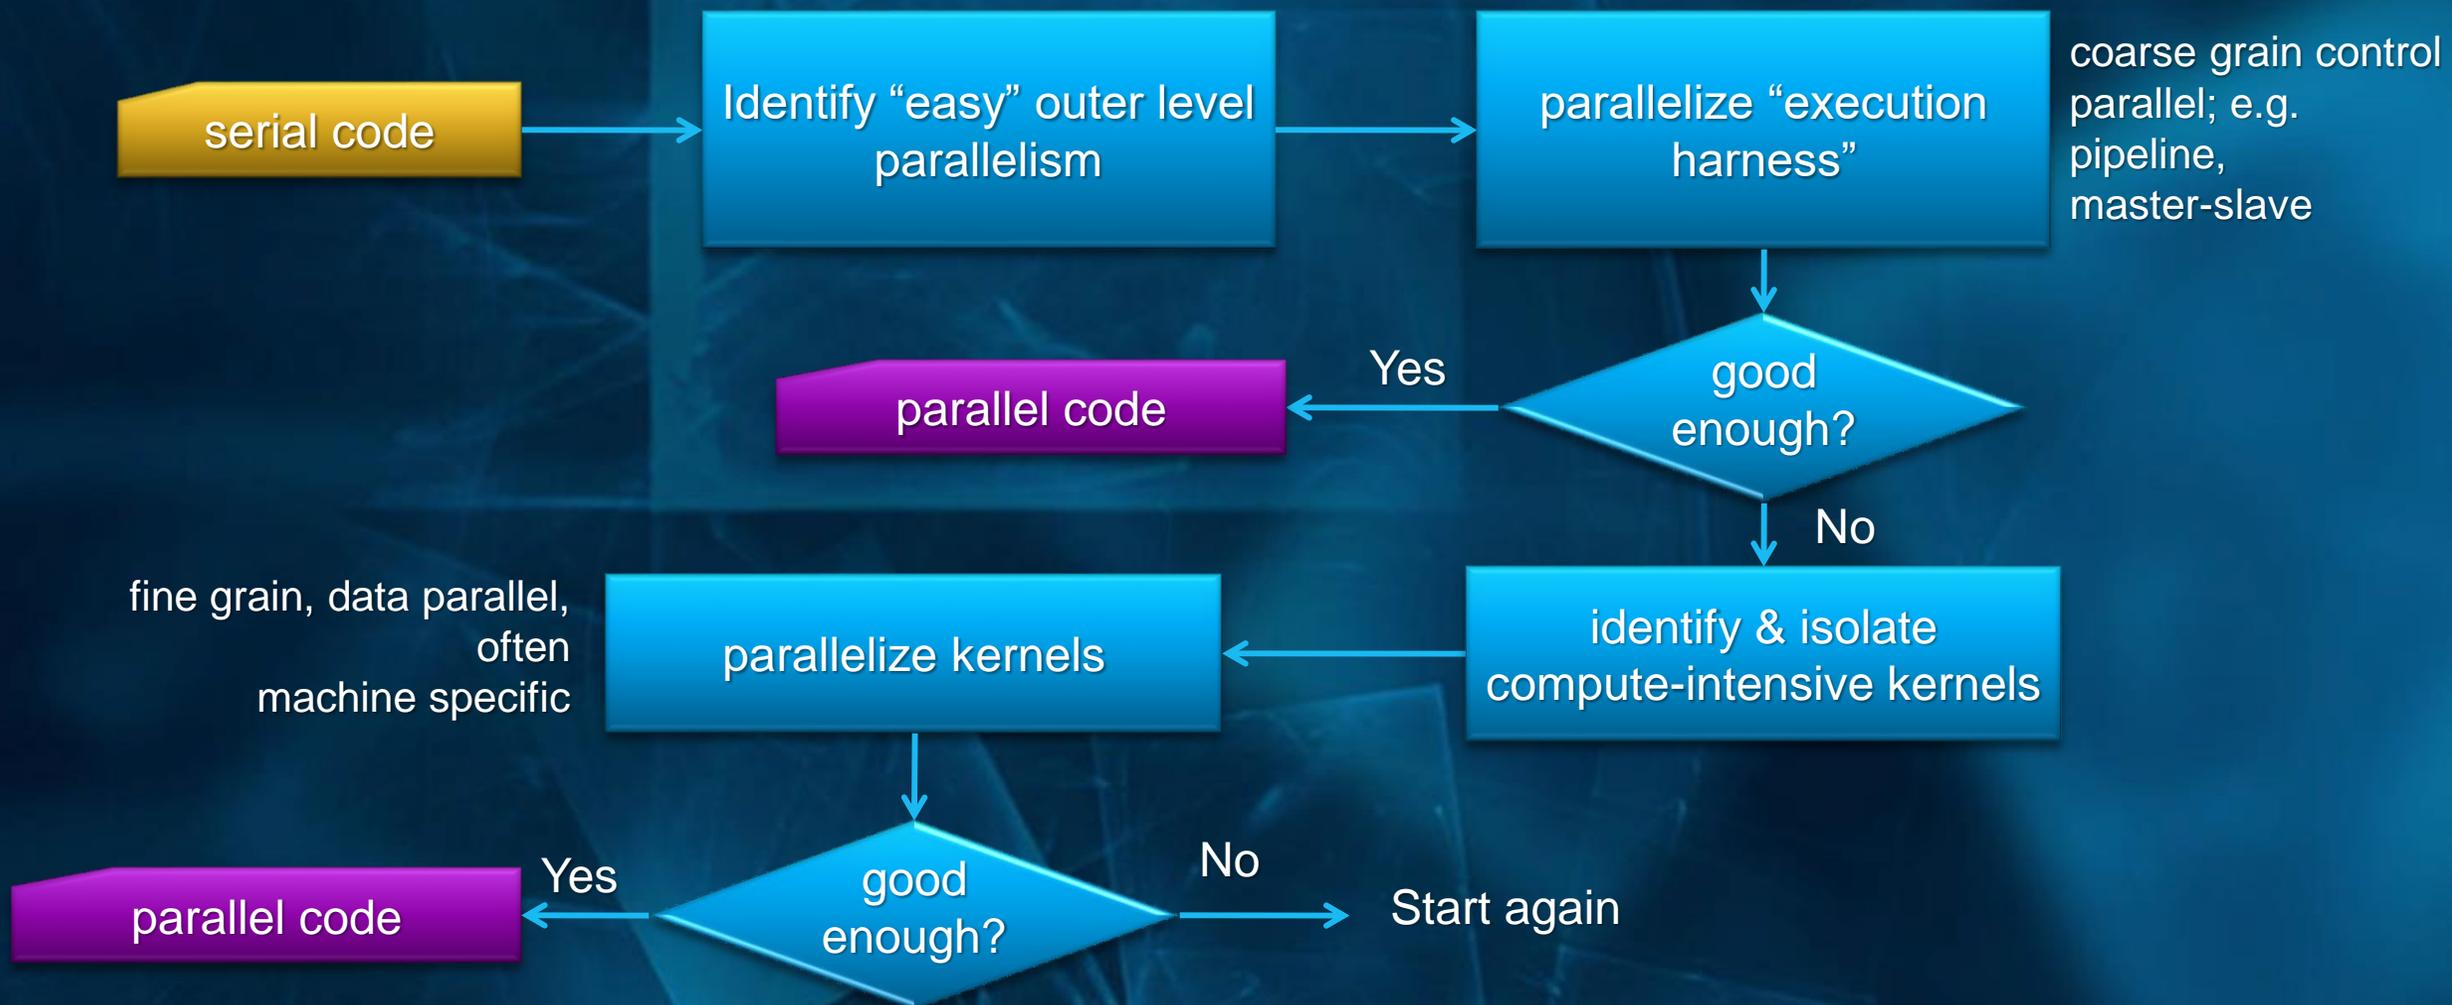 serial code
Identify “easy” outer level
parallelism
parallelize “execution
harness”
coarse grain control
parallel; e.g.
pipeline,
master-slave
good
enough?
Yes
parallel code
No
identify & isolate
compute-intensive kernels
parallelize kernels
fine grain, data parallel,
often
machine specific
good
enough?
Yes
parallel code
No
Start again